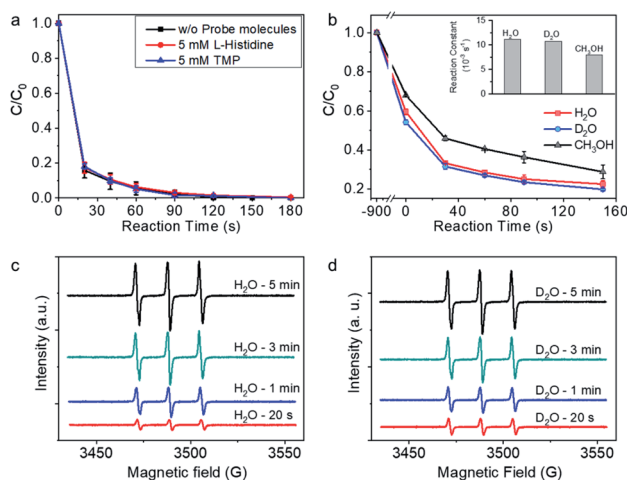 a
w/o Probe molecules
5 mM L-Histidine
5 mM TMP
C/C₀
1.0
0.8
0.6
0.4
0.2
0.0
0 30 60 90 120 150 180
Reaction Time (s)
b
C/C₀
1.0
0.8
0.6
0.4
0.2
-900 0 40 80 120 160
Reaction Time (s)
Reaction Constant
(10⁻³ s⁻¹)
15
10
5
0
H₂O
D₂O
CH₃OH
H₂O
D₂O
CH₃OH
c
Intensity (a.u.)
H₂O - 5 min
H₂O - 3 min
H₂O - 1 min
H₂O - 20 s
3450 3500 3550
Magnetic field (G)
d
Intensity (a. u.)
D₂O - 5 min
D₂O - 3 min
D₂O - 1 min
D₂O - 20 s
3450 3500 3550
Magnetic Field (G)